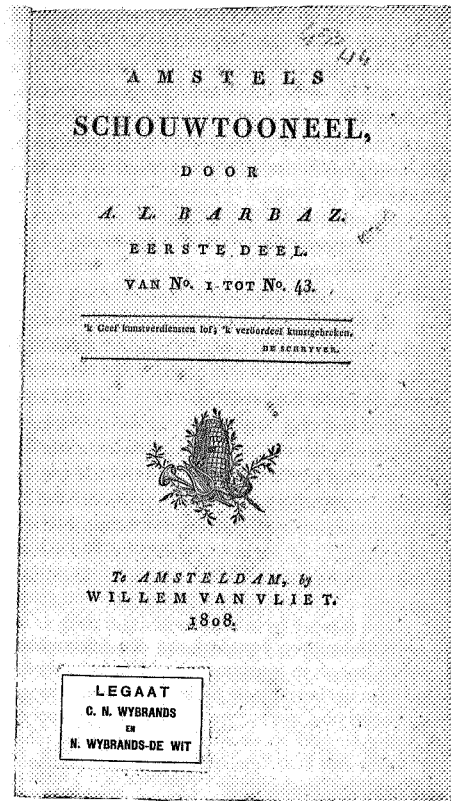 AMSTELS
SCHOUWTOONEEL,
DOOR
A. L. BARBAZ.
EERSTE DEEL.
VAN No. 1 TOT No. 43.
'k Geef kunstverdiensten lof; 'k veröordeel kunstgebreken.
DE SCHRYVER.
Te AMSTELDAM, by
WILLEM VAN VLIET.
1808.
LEGAAT
C. N. WYBRANDS
EN
N. WYBRANDS-DE WIT